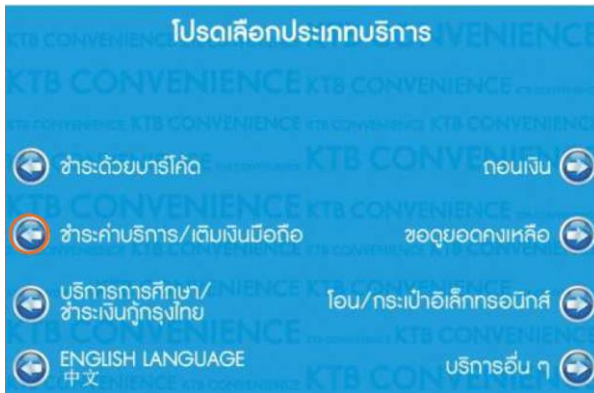 โปรดเลือกประเภทบริการ
KTB CONVENIENCE KTB CONVENIENCE
ชำระด้วยบาร์โค้ด
ถอนเงิน
ชำระค่าบริการ/เติมเงินมือถือ
ขอดูยอดคงเหลือ
บริการการศึกษา/
ชำระเงินกู้กรุงไทย
โอน/กระเป๋าอิเล็กทรอนิกส์
ENGLISH LANGUAGE
中文
บริการอื่น ๆ